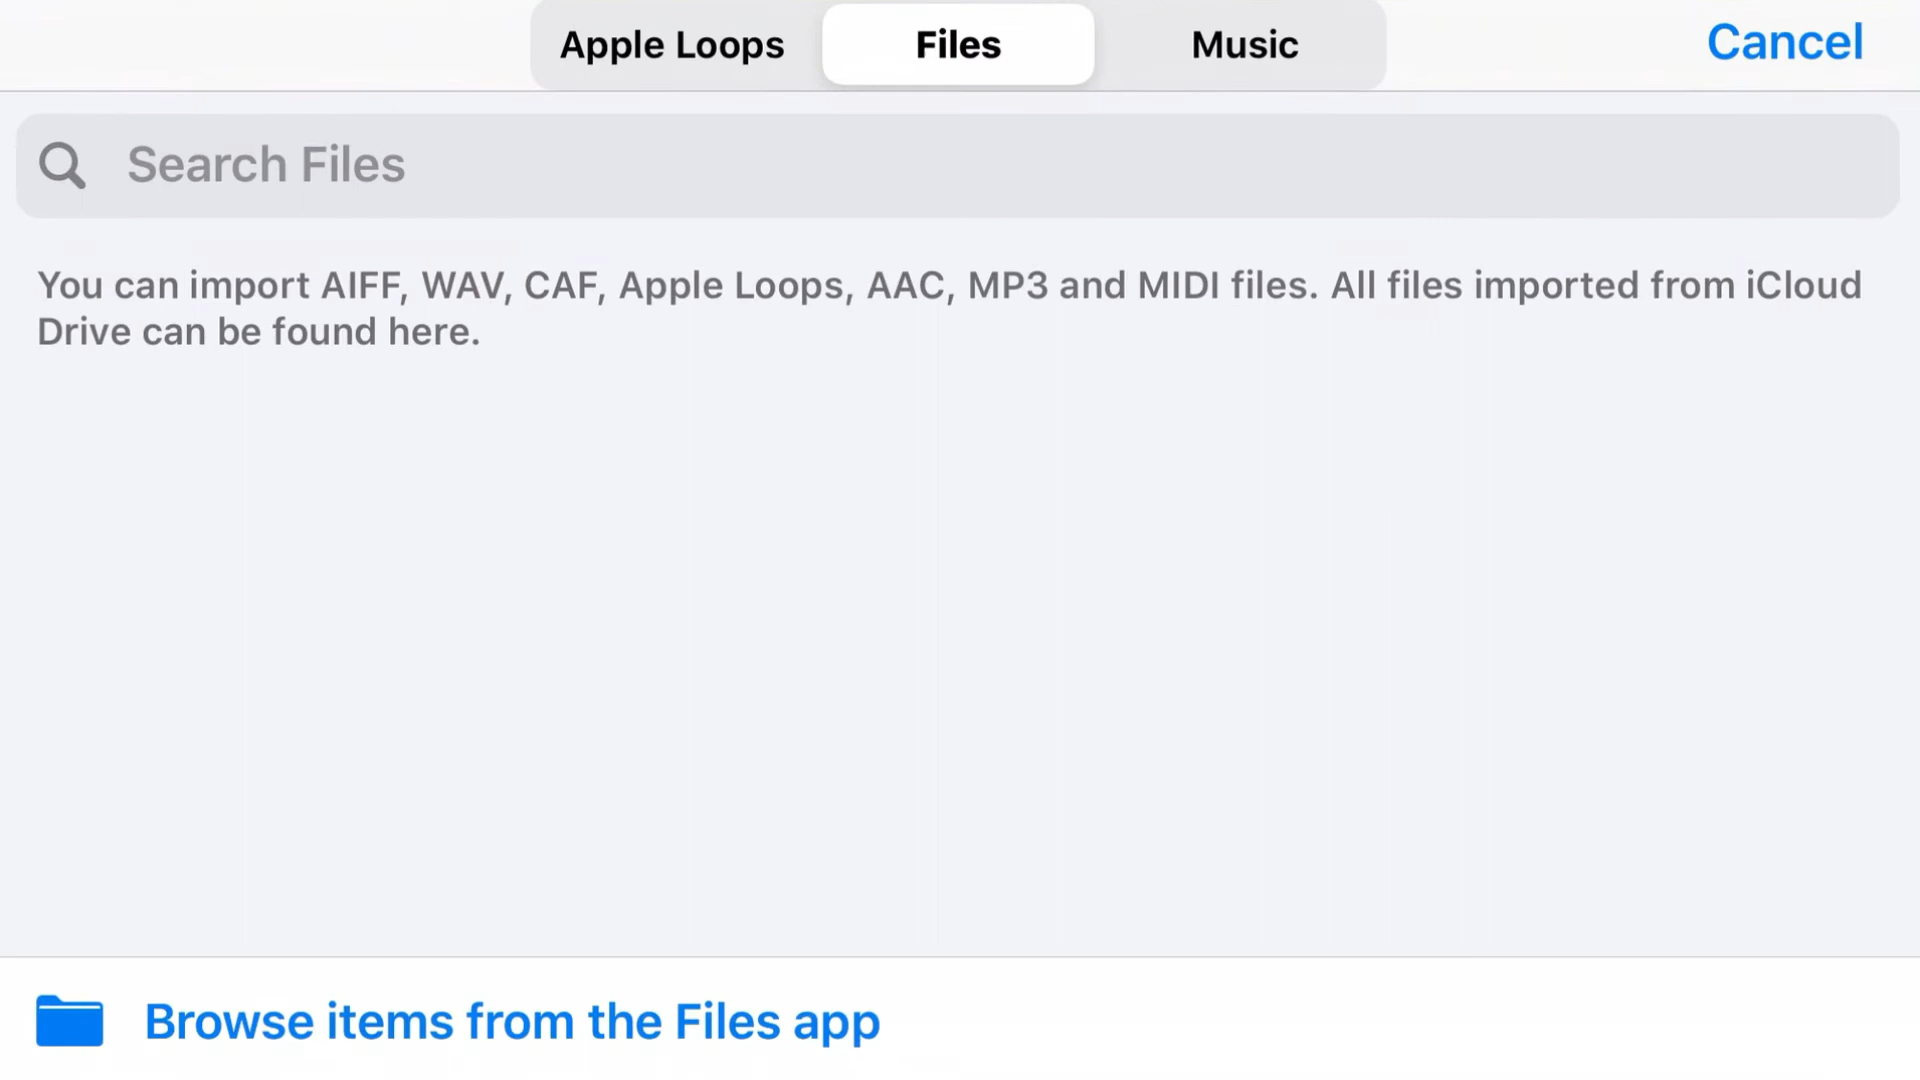 Apple Loops
Files
Music
Cancel
Search Files
You can import AIFF, WAV, CAF, Apple Loops, AAC, MP3 and MIDI files. All files imported from iCloud
Drive can be found here.
Browse items from the Files app